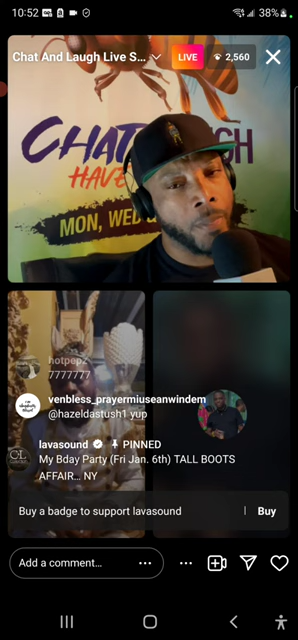 10:52
38%
Chat And Laugh Live S...
LIVE
2,560
CHAT GH
HAVE
MON, WED &
hotpepz
7777777
venbless_prayermiuseanwindem
@hazeldastush1 yup
lavasound PINNED
My Bday Party (Fri Jan. 6th) TALL BOOTS
AFFAIR... NY
Buy a badge to support lavasound
Buy
Add a comment...